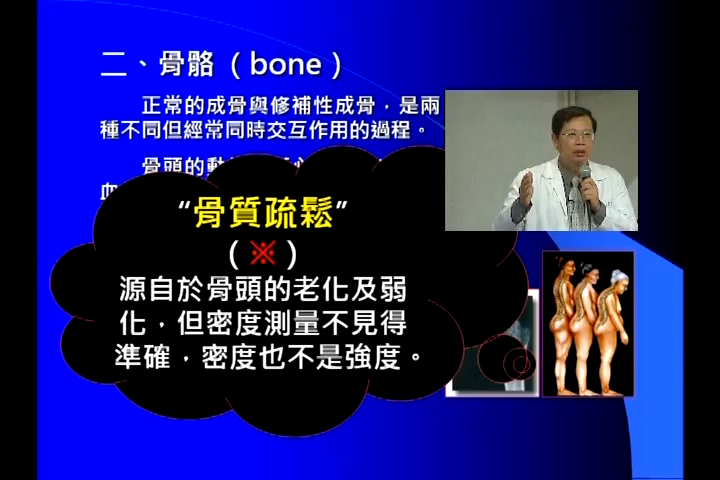 二、骨骼（bone）
正常的成骨與修補性成骨，是兩
種不同但經常同時交互作用的過程。
骨頭的
血
“骨質疏鬆”
（※）
源自於骨頭的老化及弱
化，但密度測量不見得
準確，密度也不是強度。